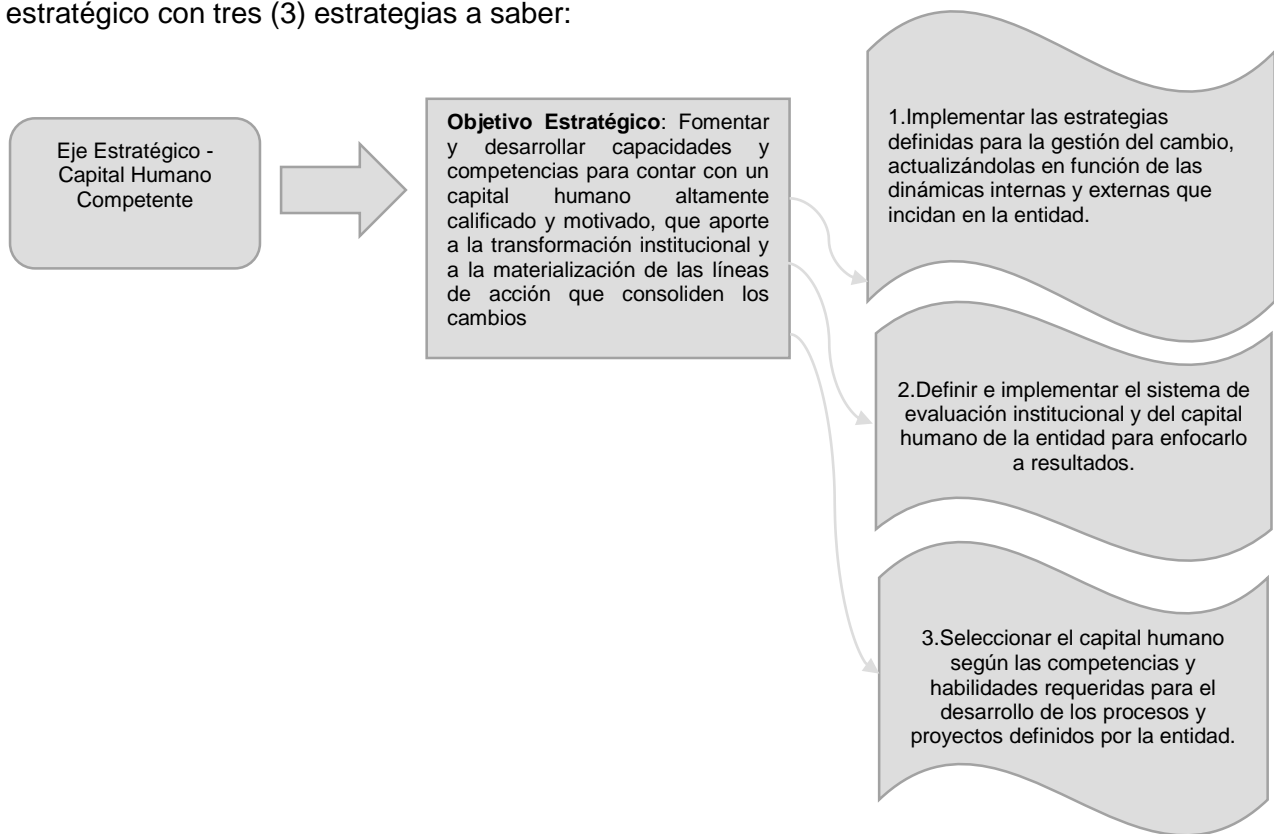 estratégico con tres (3) estrategias a saber:
Eje Estratégico -
Capital Humano
Competente
Objetivo Estratégico: Fomentar
y desarrollar capacidades y
competencias para contar con un
capital humano altamente
calificado y motivado, que aporte
a la transformación institucional y
a la materialización de las líneas
de acción que consoliden los
cambios
1.Implementar las estrategias
definidas para la gestión del cambio,
actualizándolas en función de las
dinámicas internas y externas que
incidan en la entidad.
2.Definir e implementar el sistema de
evaluación institucional y del capital
humano de la entidad para enfocarlo
a resultados.
3.Seleccionar el capital humano
según las competencias y
habilidades requeridas para el
desarrollo de los procesos y
proyectos definidos por la entidad.